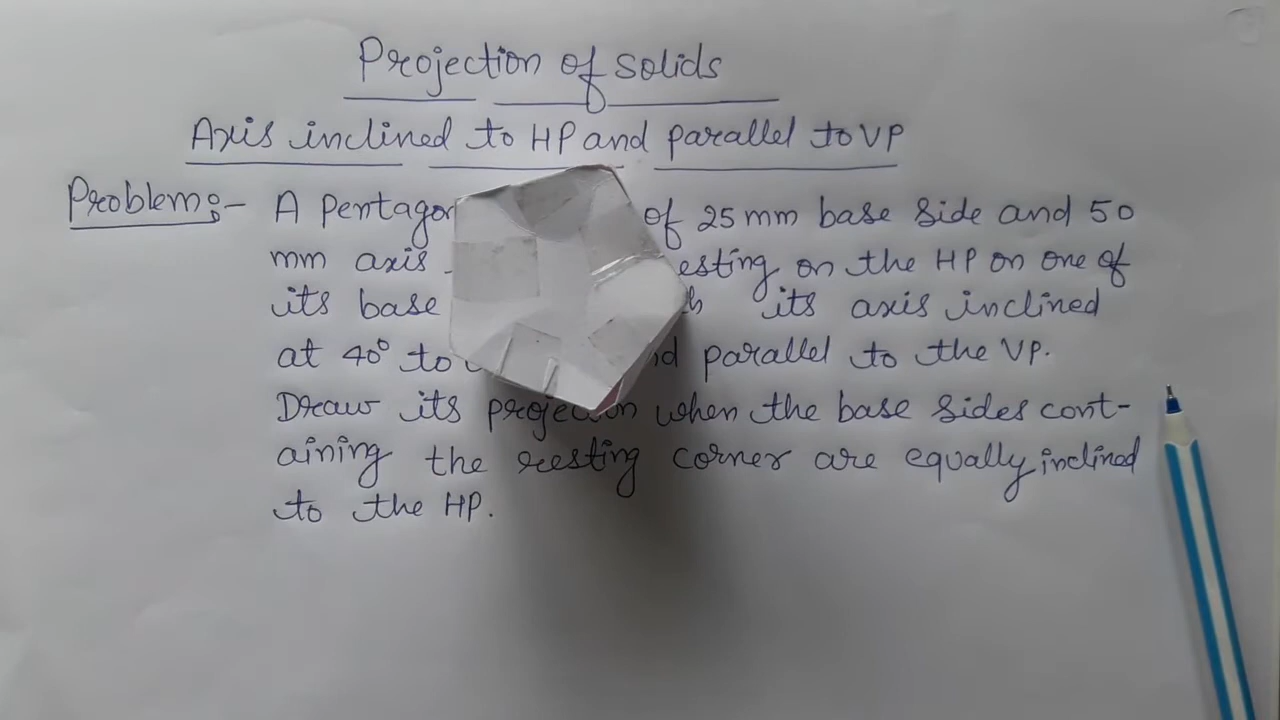 Projection of solids
Axis inclined to HP and parallel to VP
Problem:- A Pentagon of 25 mm base side and 50
mm axis esting on the HP on one of
its base its axis inclined
at 40° to parallel to the VP.
Draw its projection when the base sides cont-
aining the resting corner are equally inclined
to the HP.